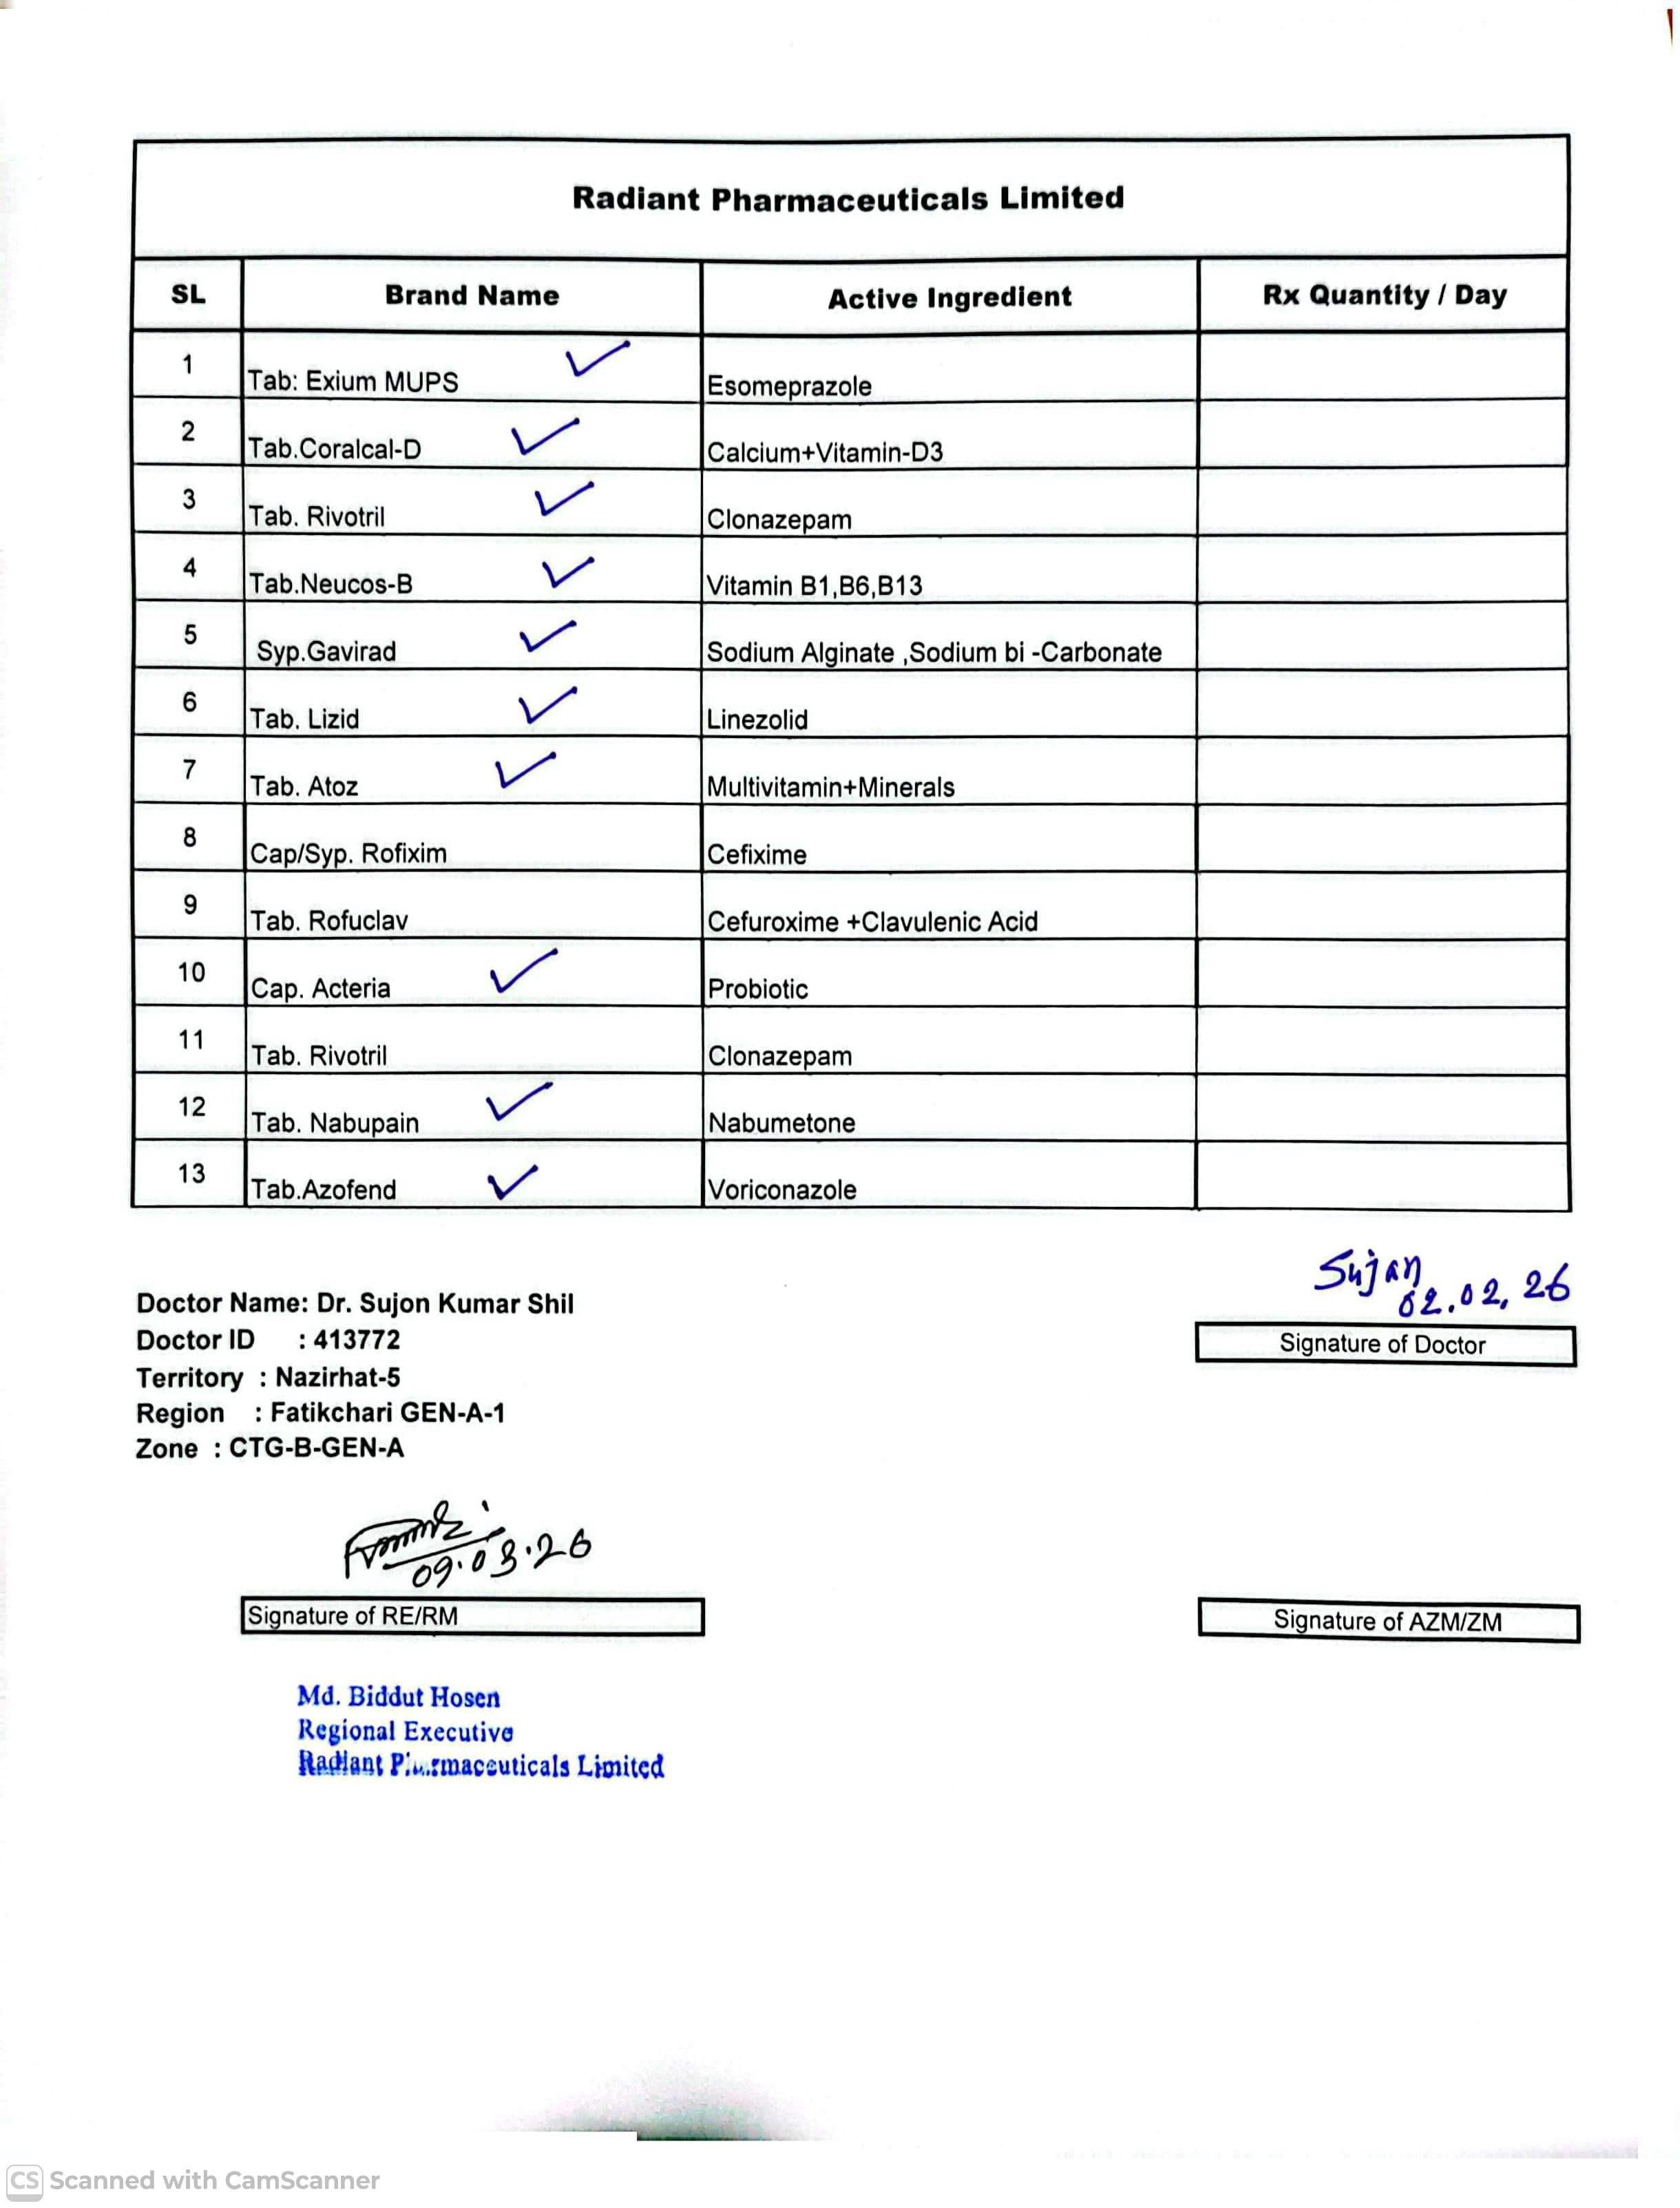 Radiant Pharmaceuticals Limited
SL Brand Name Active Ingredient Rx Quantity / Day
1 Tab: Exium MUPS ✓ Esomeprazole
2 Tab.Coralcal-D ✓ Calcium+Vitamin-D3
3 Tab. Rivotril ✓ Clonazepam
4 Tab.Neucos-B ✓ Vitamin B1,B6,B13
5 Syp.Gavirad ✓ Sodium Alginate ,Sodium bi -Carbonate
6 Tab. Lizid ✓ Linezolid
7 Tab. Atoz ✓ Multivitamin+Minerals
8 Cap/Syp. Rofixim Cefixime
9 Tab. Rofuclav Cefuroxime +Clavulenic Acid
10 Cap. Acteria ✓ Probiotic
11 Tab. Rivotril Clonazepam
12 Tab. Nabupain ✓ Nabumetone
13 Tab.Azofend ✓ Voriconazole
Sujan
02.02,26
Signature of Doctor
Doctor Name: Dr. Sujon Kumar Shil
Doctor ID : 413772
Territory : Nazirhat-5
Region : Fatikchari GEN-A-1
Zone : CTG-B-GEN-A
09.03.26
Signature of RE/RM
Signature of AZM/ZM
Md. Biddut Hosen
Regional Executive
Radiant Pharmaceuticals Limited
CS Scanned with CamScanner